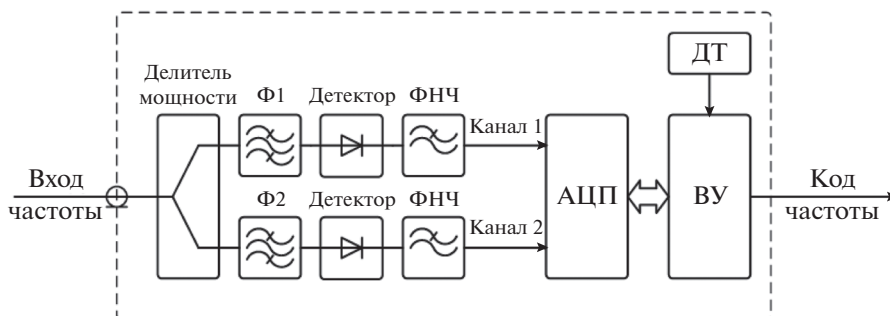 ДТ
Делитель
мощности
Ф1
Детектор
ФНЧ
Канал 1
Вход
частоты
Ф2
Детектор
ФНЧ
Канал 2
АЦП
ВУ
Код
частоты